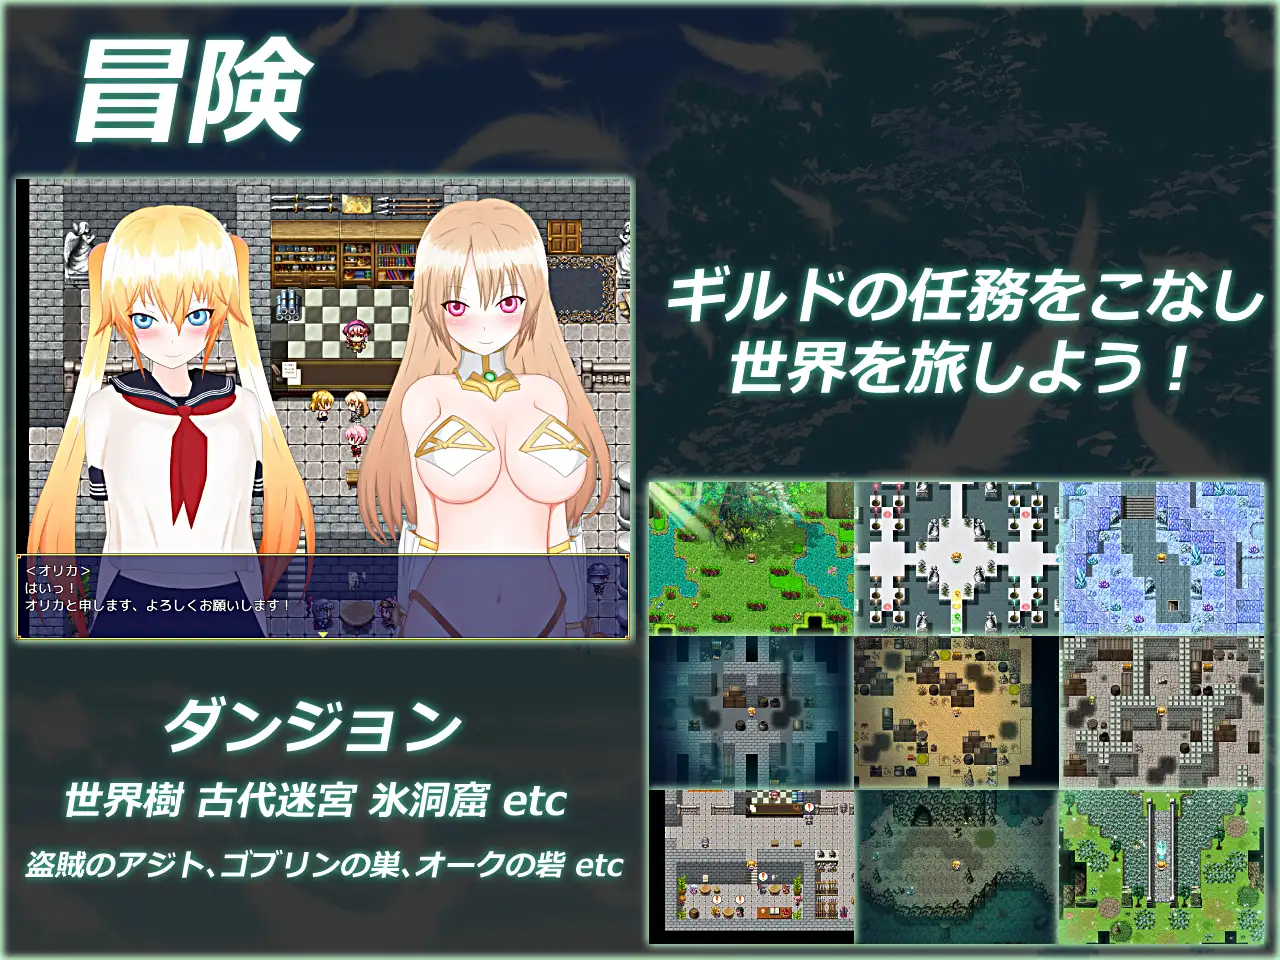 冒険
<オリカ>
はいっ!
オリカと申します、よろしくお願いします!
ギルドの任務をこなし
世界を旅しよう!
ダンジョン
世界樹 古代迷宮 氷洞窟 etc
盗賊のアジト、ゴブリンの巣、オークの砦 etc